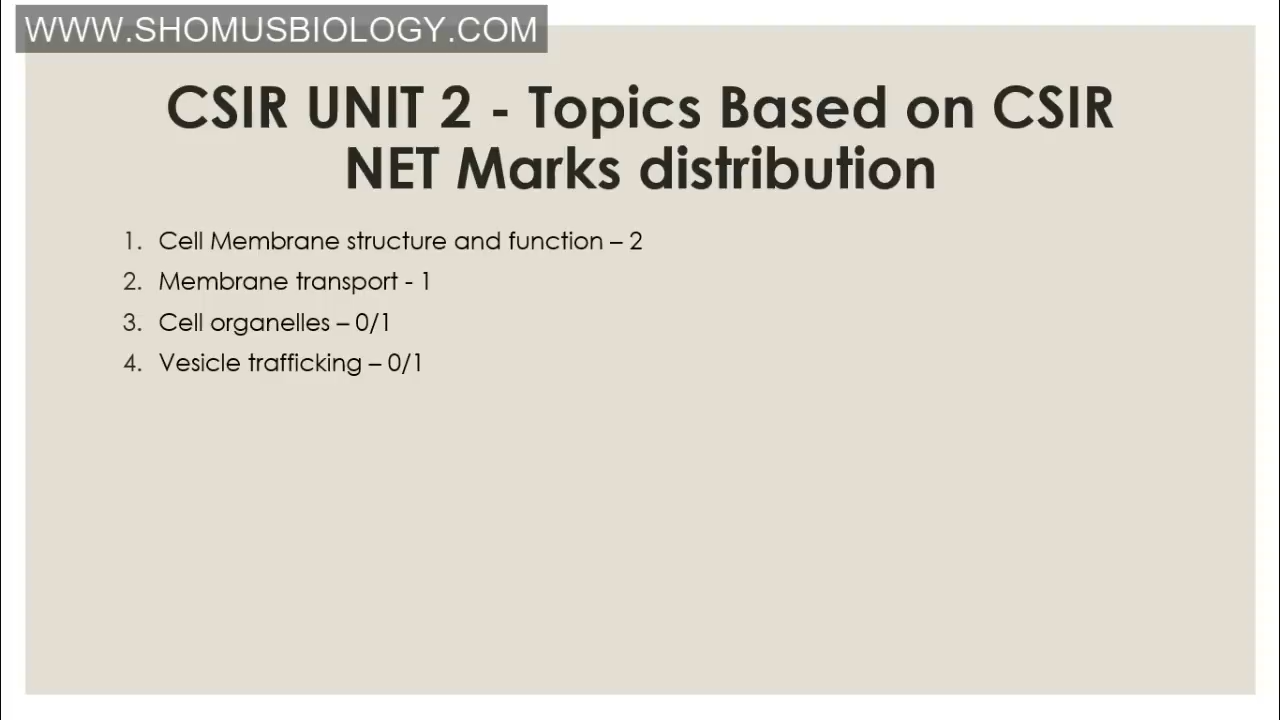 WWW.SHOMUSBIOLOGY.COM
CSIR UNIT 2 - Topics Based on CSIR
NET Marks distribution
1. Cell Membrane structure and function – 2
2. Membrane transport - 1
3. Cell organelles – 0/1
4. Vesicle trafficking – 0/1